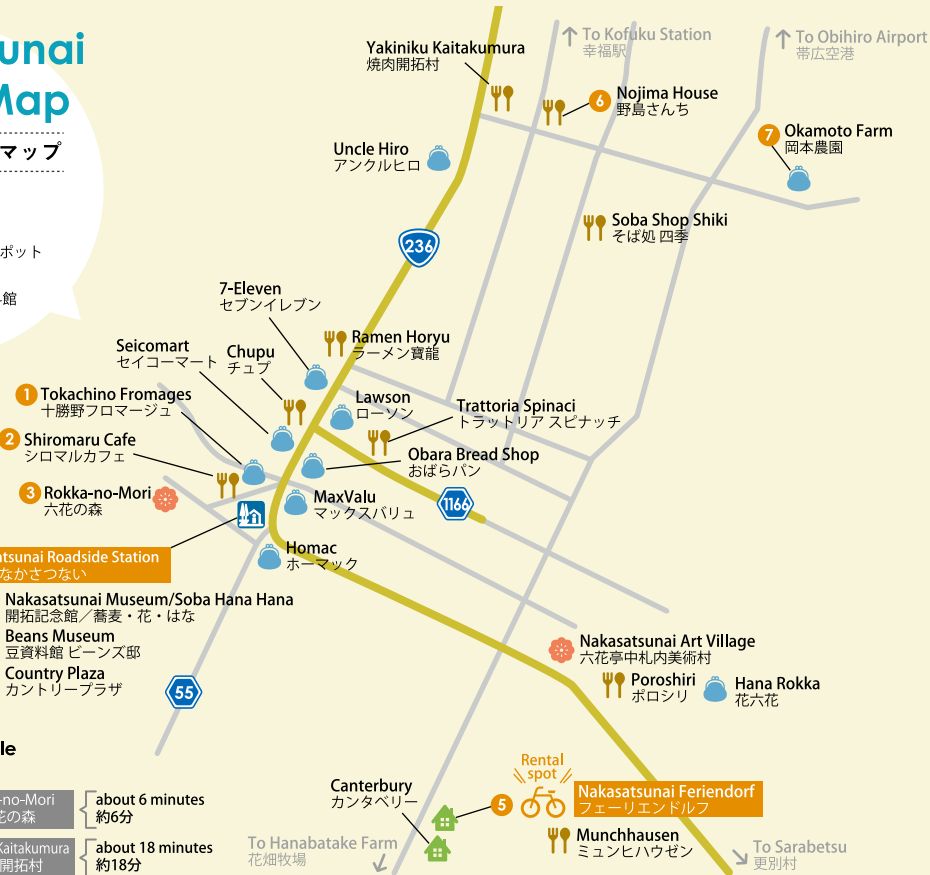 unai
Map
マップ
ポット
館
↑ To Kofuku Station
幸福駅
↑ To Obihiro Airport
帯広空港
Yakiniku Kaitakumura
焼肉開拓村
6 Nojima House
野島さんち
7 Okamoto Farm
岡本農園
Uncle Hiro
アンクルヒロ
Soba Shop Shiki
そば処 四季
236
7-Eleven
セブンイレブン
Ramen Horyu
ラーメン寶龍
Seicomart
セイコーマート
Chupu
チュプ
1 Tokachino Fromages
十勝野フロマージュ
Lawson
ローソン
Trattoria Spinaci
トラットリア スピナッチ
2 Shiromaru Cafe
シロマルカフェ
Obara Bread Shop
おばらパン
3 Rokka-no-Mori
六花の森
MaxValu
マックスバリュ
1166
atsunai Roadside Station
なかさつない
Homac
ホーマック
Nakasatsunai Museum/Soba Hana Hana
開拓記念館／蕎麦・花・はな
Beans Museum
豆資料館 ビーンズ邸
Country Plaza
カントリープラザ
55
Nakasatsunai Art Village
六花亭中札内美術村
Poroshiri
ポロシリ
Hana Rokka
花六花
le
-no-Mori
花の森
about 6 minutes
約6分
Kaitakumura
開拓村
about 18 minutes
約18分
Canterbury
カンタベリー
Rental
spot
5 Nakasatsunai Feriendorf
フェーリエンドルフ
Munchhausen
ミュンヒハウゼン
To Hanabatake Farm
花畑牧場
To Sarabetsu
更別村